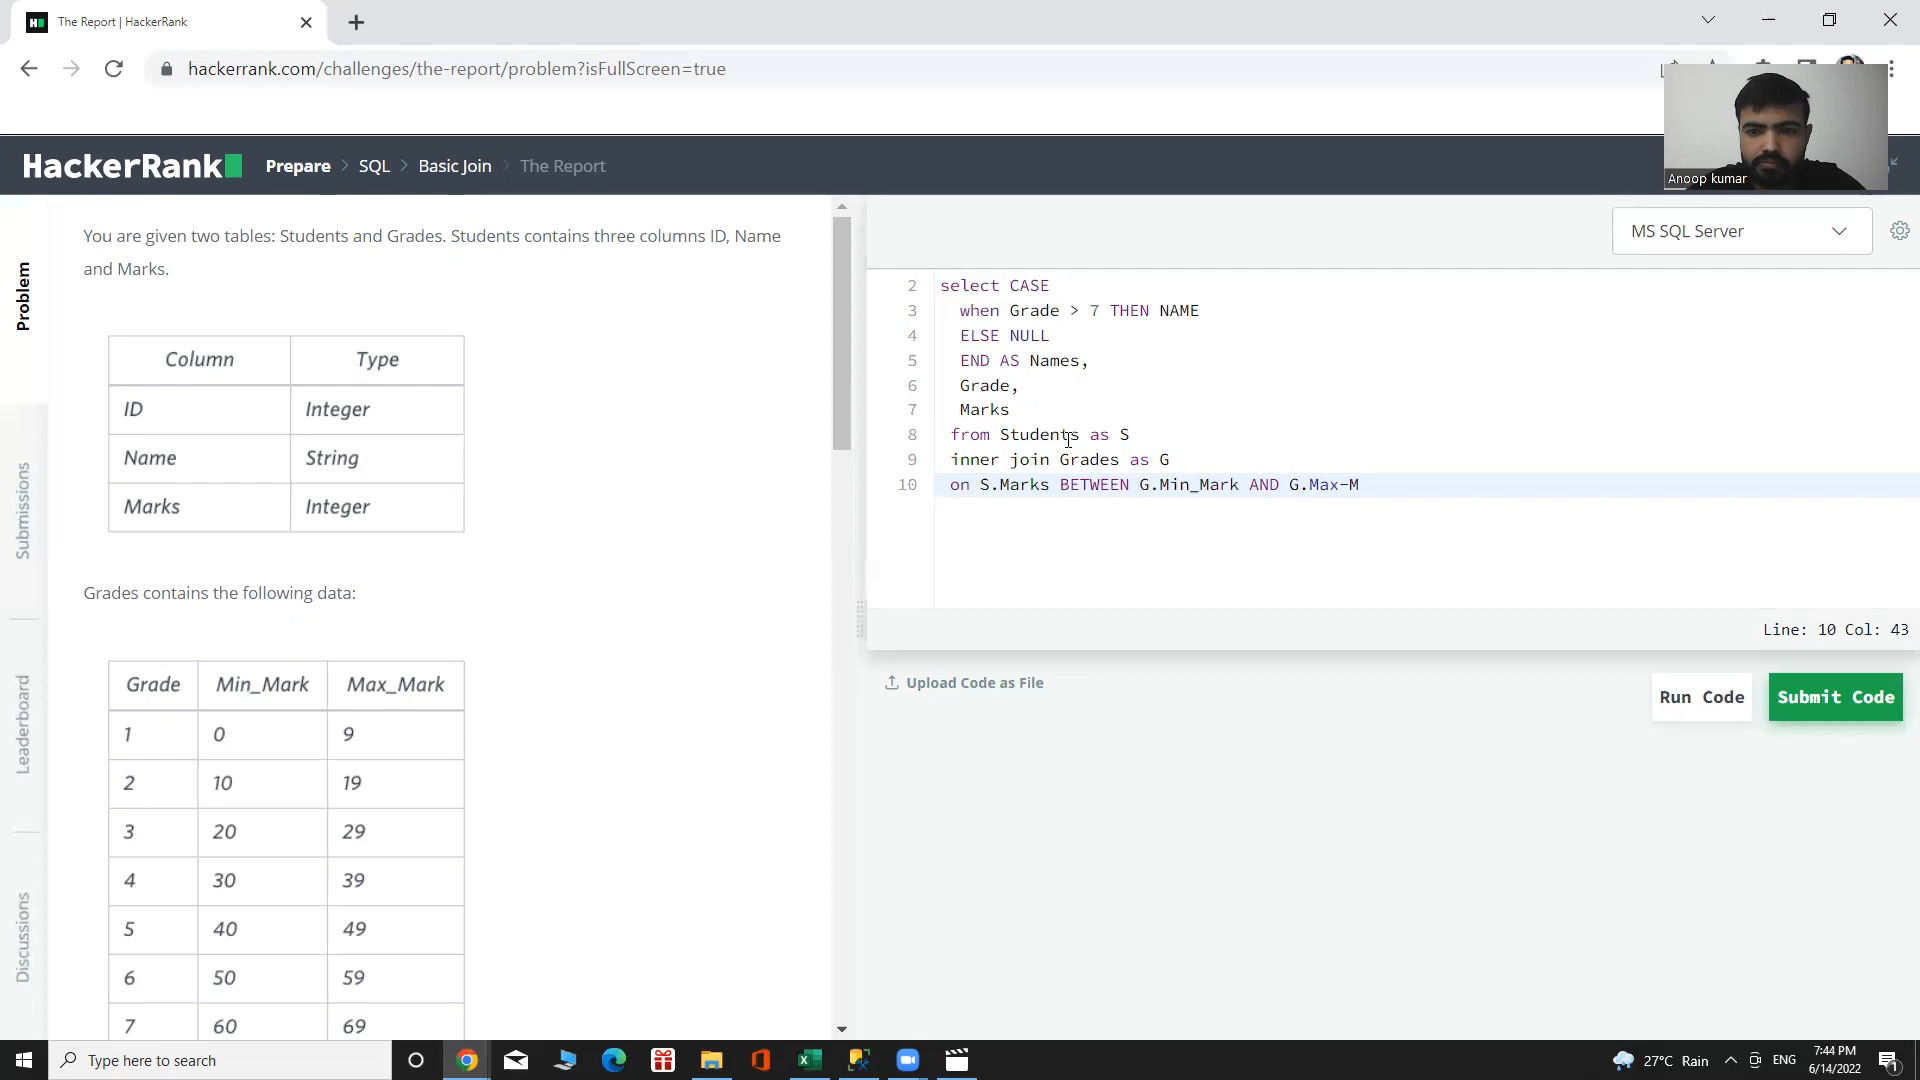 The Report | HackerRank
hackerrank.com/challenges/the-report/problem?isFullScreen=true
Anoop kumar
HackerRank
Prepare > SQL > Basic Join > The Report
Problem
Submissions
Leaderboard
Discussions
You are given two tables: Students and Grades. Students contains three columns ID, Name
and Marks.
Column Type
ID Integer
Name String
Marks Integer
Grades contains the following data:
Grade Min_Mark Max_Mark
1 0 9
2 10 19
3 20 29
4 30 39
5 40 49
6 50 59
7 60 69
MS SQL Server
2 select CASE
3 when Grade > 7 THEN NAME
4 ELSE NULL
5 END AS Names,
6 Grade,
7 Marks
8 from Students as S
9 inner join Grades as G
10 on S.Marks BETWEEN G.Min_Mark AND G.Max-M
Line: 10 Col: 43
Upload Code as File
Run Code
Submit Code
Type here to search
27°C Rain
ENG
7:44 PM
6/14/2022
1